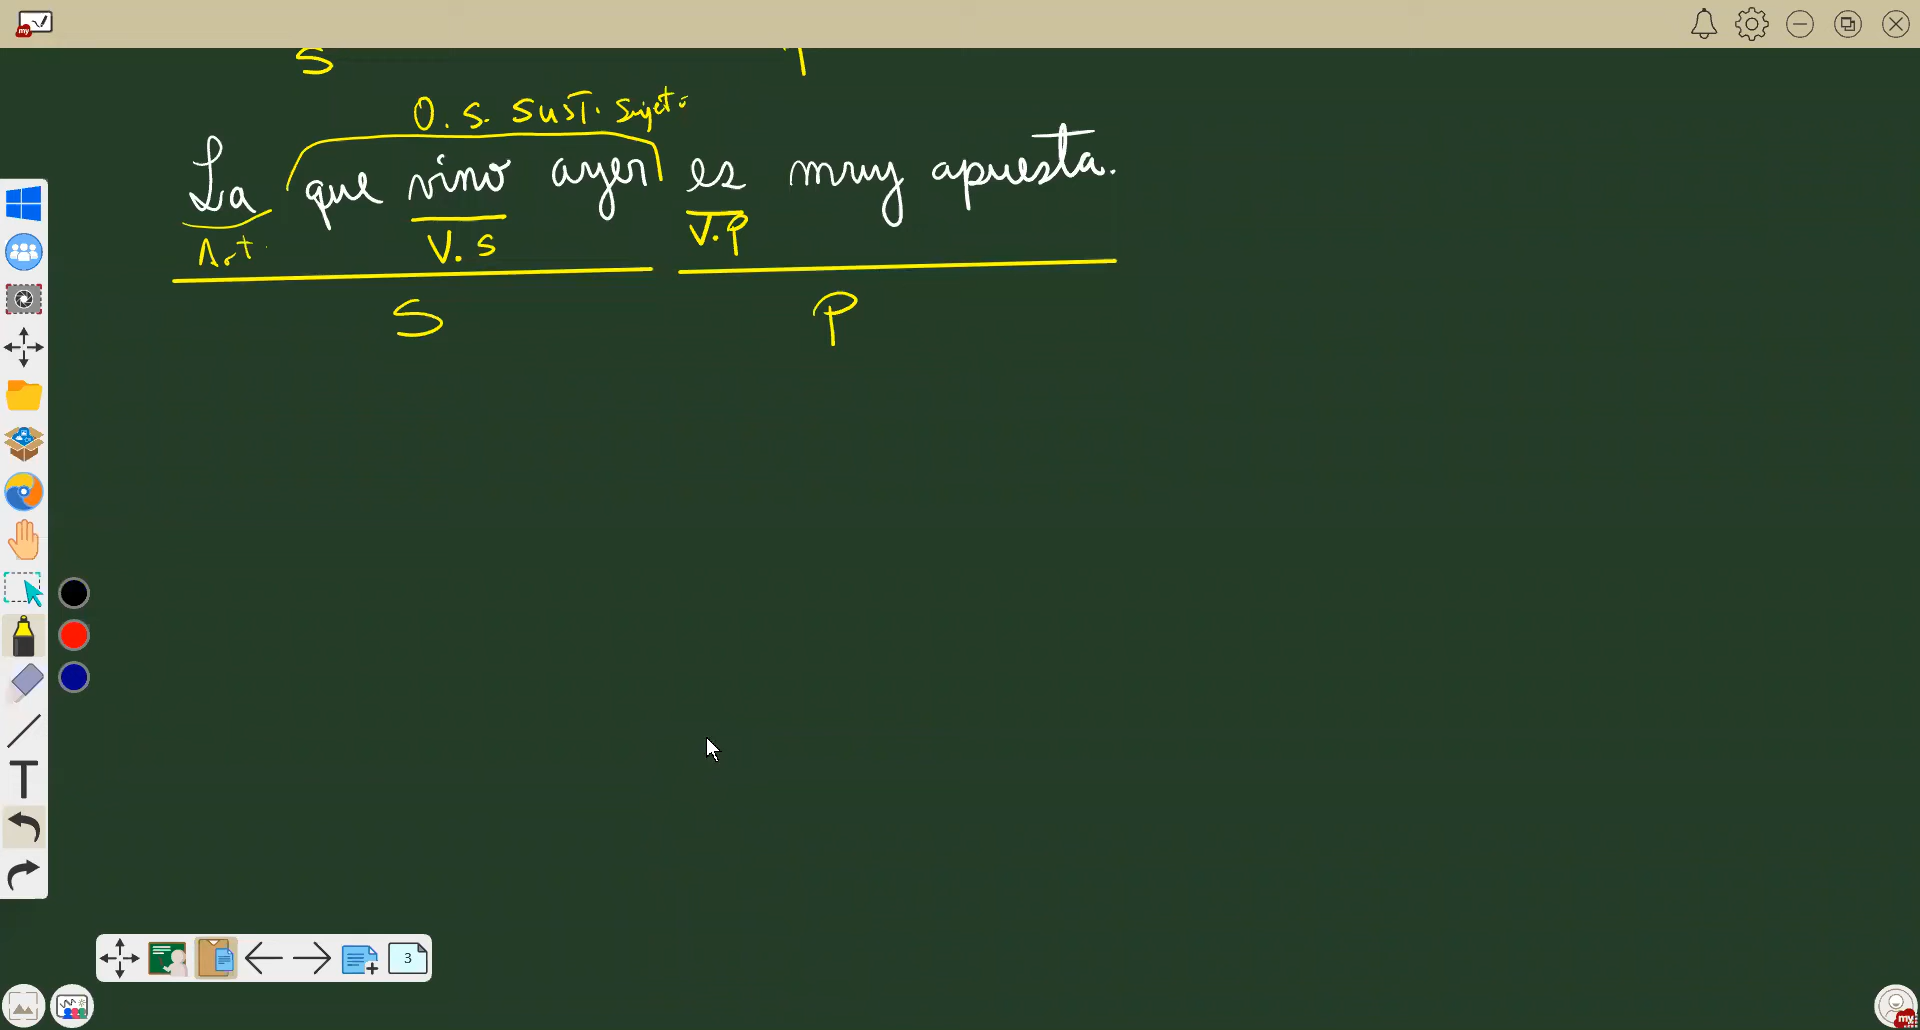 S P
O. S. SUST. Sujeto
La que vino ayer es muy apuesta.
Art. V. S V. P
S P
3